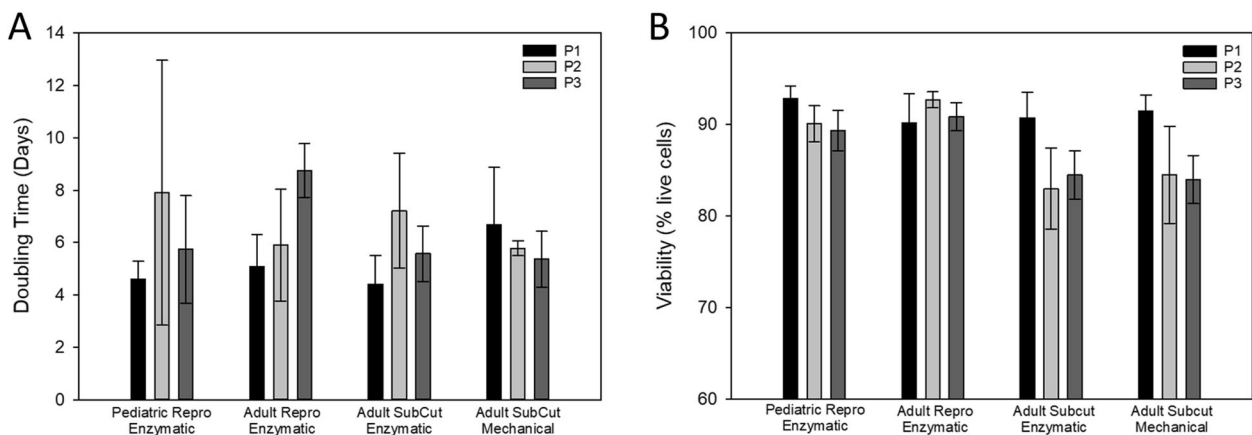 A
Doubling Time (Days)
14
12
10
8
6
4
2
0
P1
P2
P3
Pediatric Repro
Enzymatic
Adult Repro
Enzymatic
Adult SubCut
Enzymatic
Adult SubCut
Mechanical
B
Viability (% live cells)
100
90
80
70
60
P1
P2
P3
Pediatric Repro
Enzymatic
Adult Repro
Enzymatic
Adult Subcut
Enzymatic
Adult Subcut
Mechanical